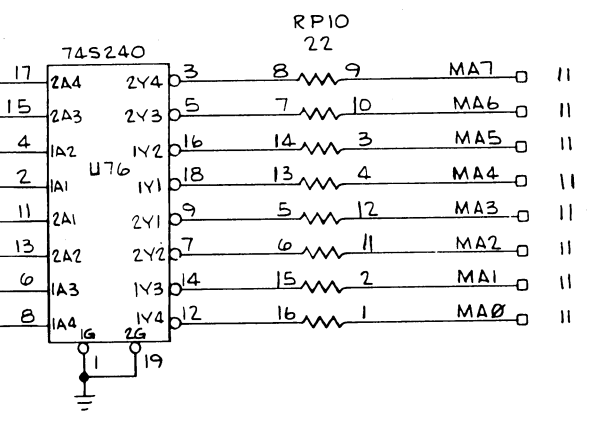 RP10
22
74S240
17 2A4 2Y4 3 8 9 MA7 11
15 2A3 2Y3 5 7 10 MA6 11
4 1A2 1Y2 16 14 3 MA5 11
U76
2 1A1 1Y1 18 13 4 MA4 11
11 2A1 2Y1 9 5 12 MA3 11
13 2A2 2Y2 7 6 11 MA2 11
6 1A3 1Y3 14 15 2 MA1 11
8 1A4 1Y4 12 16 1 MAØ 11
1G 2G
1 19